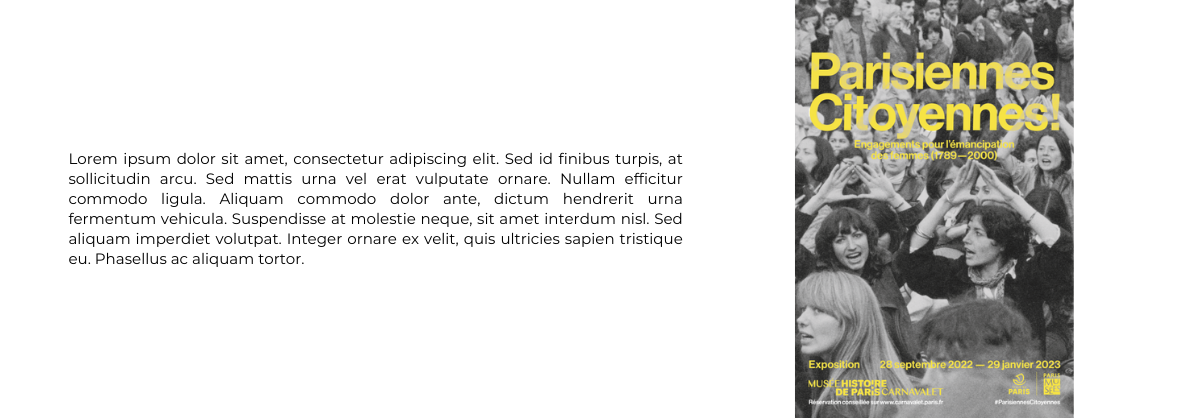 Lorem ipsum dolor sit amet, consectetur adipiscing elit. Sed id finibus turpis, at
sollicitudin arcu. Sed mattis urna vel erat vulputate ornare. Nullam efficitur
commodo ligula. Aliquam commodo dolor ante, dictum hendrerit urna
fermentum vehicula. Suspendisse at molestie neque, sit amet interdum nisl. Sed
aliquam imperdiet volutpat. Integer ornare ex velit, quis ultricies sapien tristique
eu. Phasellus ac aliquam tortor.
Parisiennes
Citoyennes!
Engagements pour l'émancipation
des femmes (1789—2000)
Exposition 28 septembre 2022 — 29 janvier 2023
MUSÉE HISTOIRE
DE PARIS CARNAVALET
PARIS
PARIS
MUSÉES
Réservation conseillée sur www.carnavalet.paris.fr
#ParisiennesCitoyennes